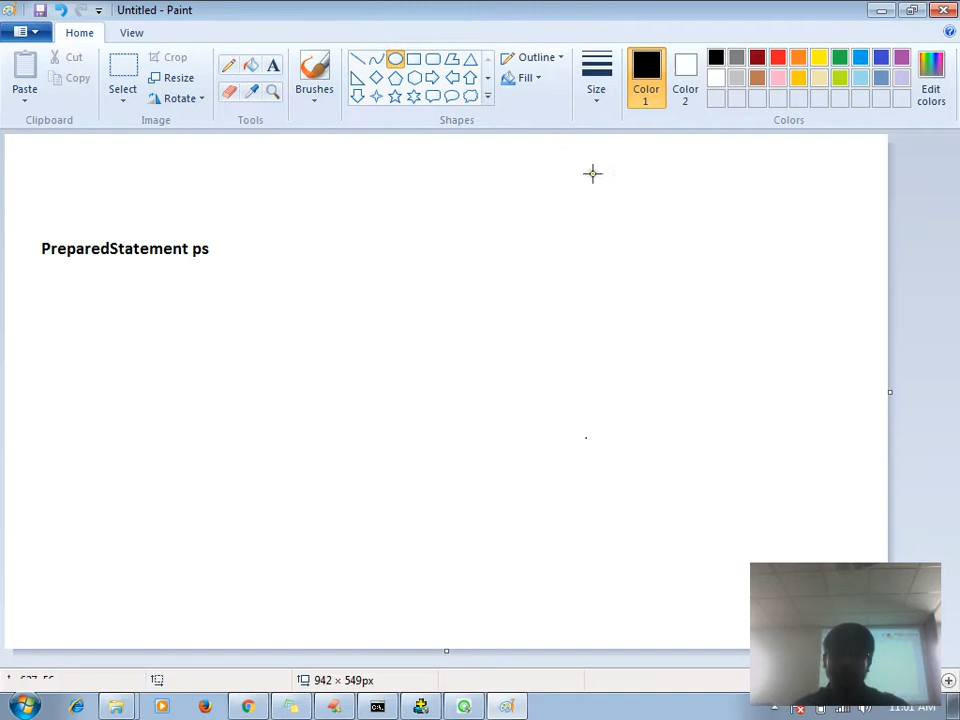 Untitled - Paint
Home
View
Paste
Cut
Copy
Clipboard
Select
Crop
Resize
Rotate
Image
Tools
Brushes
Outline
Fill
Shapes
Size
Color
1
Color
2
Edit
colors
Colors
PreparedStatement ps
942 × 549px